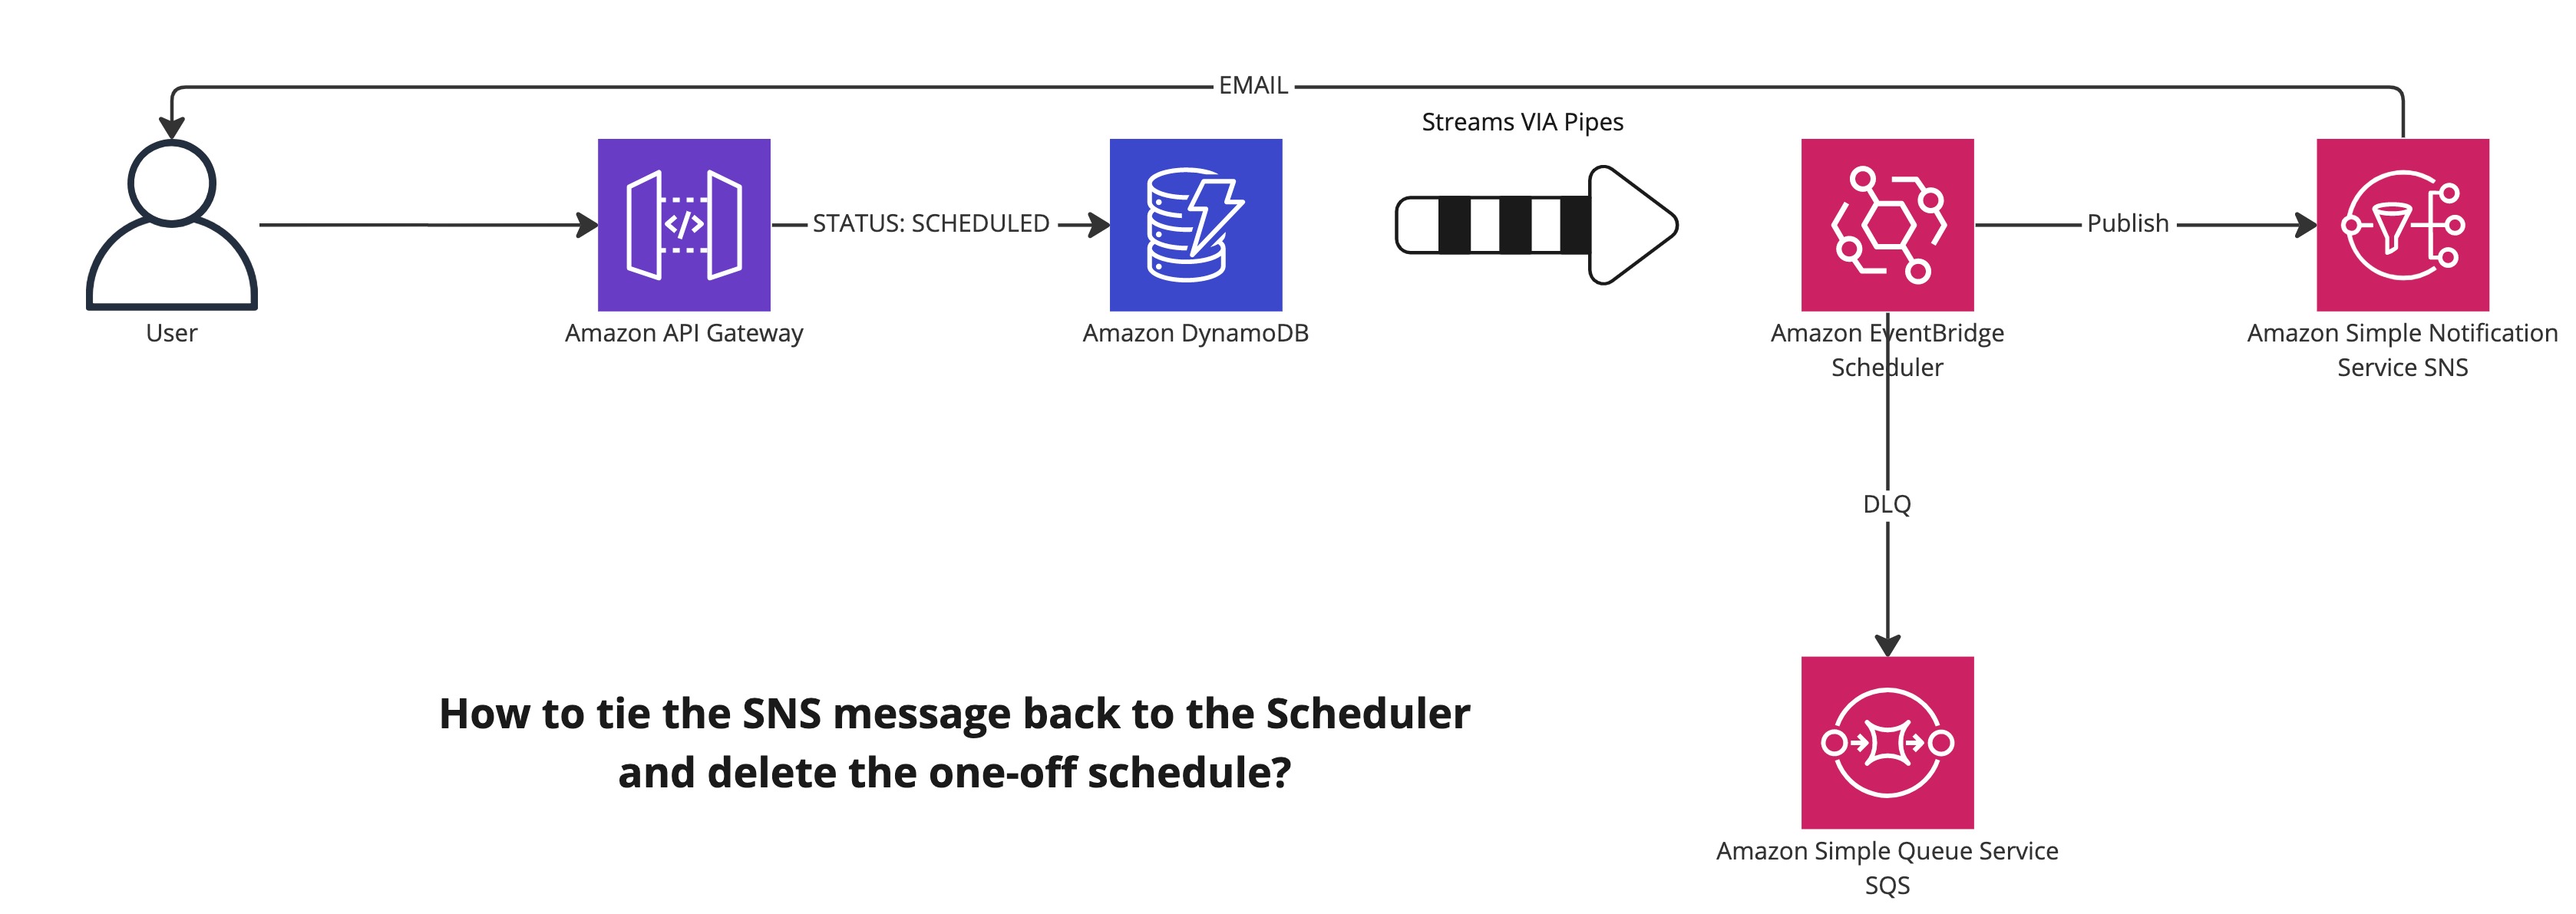 EMAIL
Streams VIA Pipes
STATUS: SCHEDULED
Publish
User
Amazon API Gateway
Amazon DynamoDB
Amazon EventBridge
Scheduler
Amazon Simple Notification
Service SNS
DLQ
How to tie the SNS message back to the Scheduler
and delete the one-off schedule?
Amazon Simple Queue Service
SQS